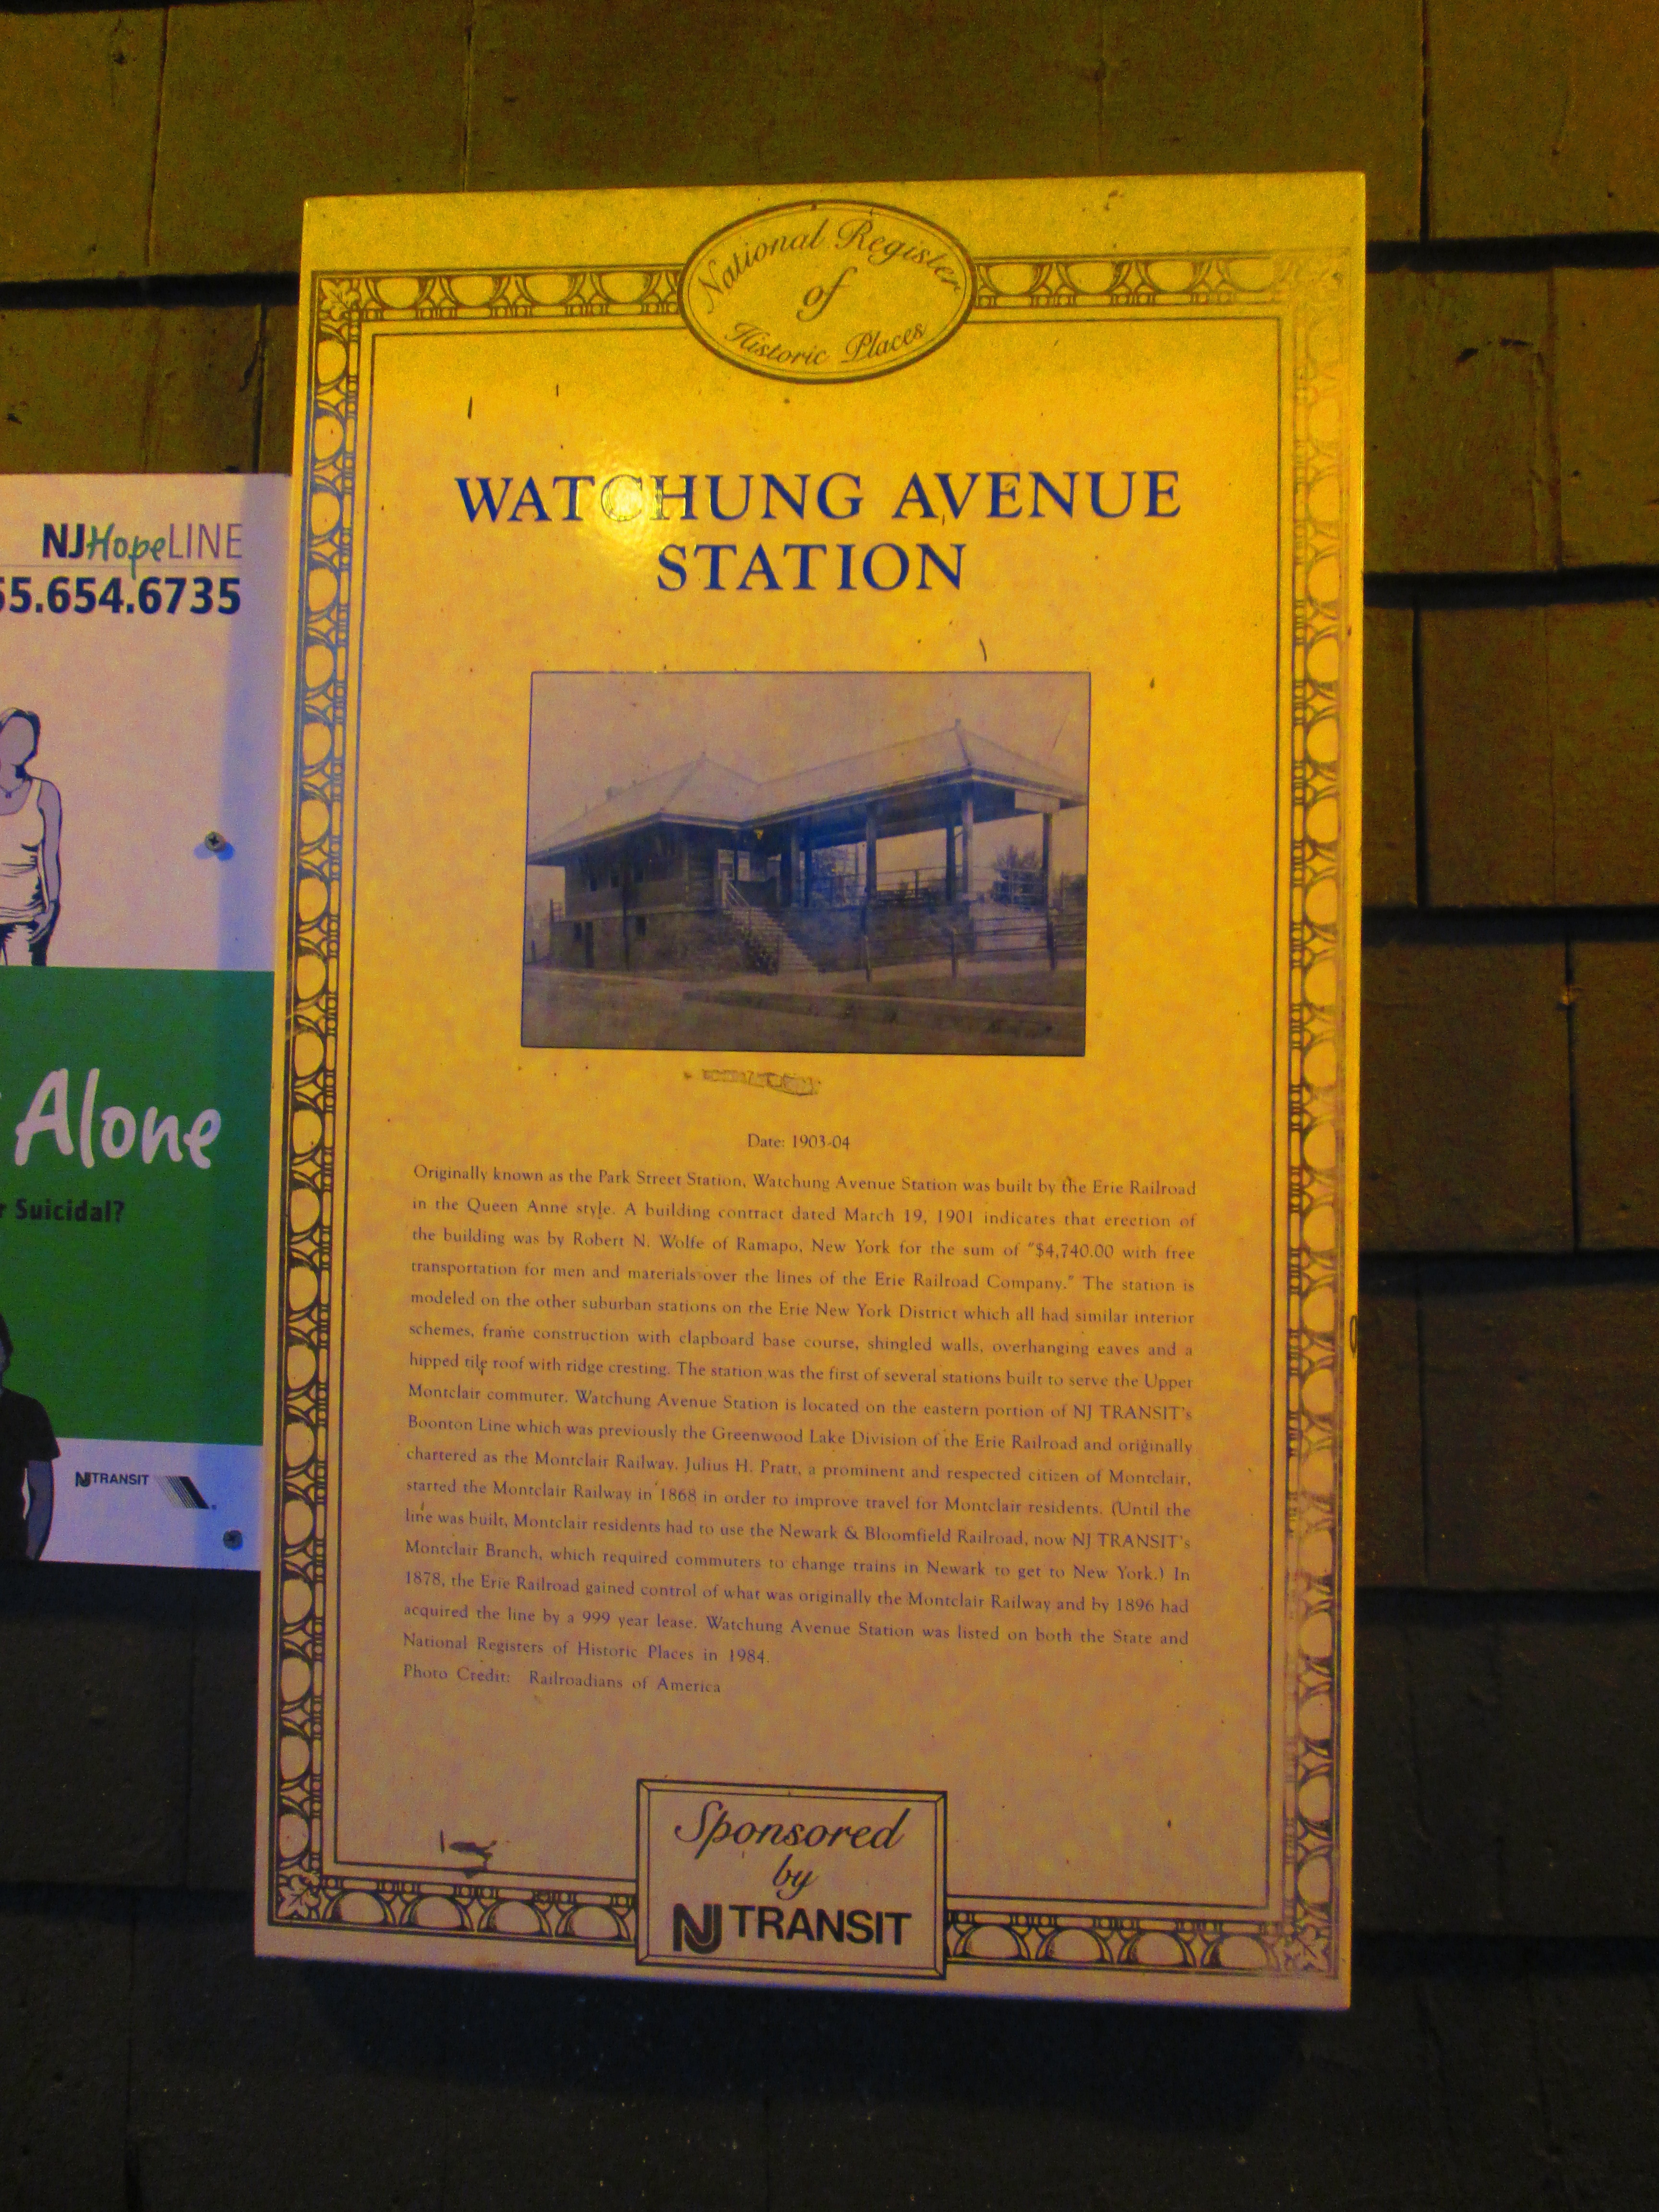 National Register
of
Historic Places
WATCHUNG AVENUE
STATION
Date: 1903-04
Originally known as the Park Street Station, Watchung Avenue Station was built by the Erie Railroad
in the Queen Anne style. A building contract dated March 19, 1901 indicates that erection of
the building was by Robert N. Wolfe of Ramapo, New York for the sum of "$4,740.00 with free
transportation for men and materials over the lines of the Erie Railroad Company." The station is
modeled on the other suburban stations on the Erie New York District which all had similar interior
schemes, frame construction with clapboard base course, shingled walls, overhanging eaves and a
hipped tile roof with ridge cresting. The station was the first of several stations built to serve the Upper
Montclair commuter. Watchung Avenue Station is located on the eastern portion of NJ TRANSIT's
Boonton Line which was previously the Greenwood Lake Division of the Erie Railroad and originally
chartered as the Montclair Railway. Julius H. Pratt, a prominent and respected citizen of Montclair,
started the Montclair Railway in 1868 in order to improve travel for Montclair residents. (Until the
line was built, Montclair residents had to use the Newark & Bloomfield Railroad, now NJ TRANSIT's
Montclair Branch, which required commuters to change trains in Newark to get to New York.) In
1878, the Erie Railroad gained control of what was originally the Montclair Railway and by 1896 had
acquired the line by a 999 year lease. Watchung Avenue Station was listed on both the State and
National Registers of Historic Places in 1984.
Photo Credit: Railroadians of America
Sponsored
by
NJ TRANSIT
NJHopeLINE
55.654.6735
Alone
r Suicidal?
NJ TRANSIT